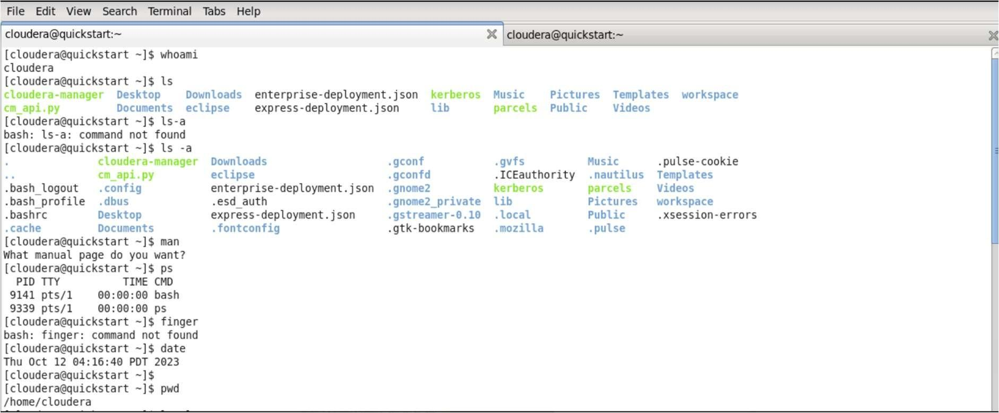 File Edit View Search Terminal Tabs Help
cloudera@quickstart:~ cloudera@quickstart:~
[cloudera@quickstart ~]$ whoami
cloudera
[cloudera@quickstart ~]$ ls
cloudera-manager  Desktop    Downloads  enterprise-deployment.json  kerberos  Music    Pictures  Templates  workspace
cm_api.py         Documents  eclipse    express-deployment.json     lib       parcels  Public    Videos
[cloudera@quickstart ~]$ ls-a
bash: ls-a: command not found
[cloudera@quickstart ~]$ ls -a
.              cloudera-manager  Downloads                   .gconf          .gvfs         Music      .pulse-cookie
..             cm_api.py         eclipse                     .gconfd         .ICEauthority  .nautilus  Templates
.bash_logout   .config           enterprise-deployment.json  .gnome2         kerberos      parcels    Videos
.bash_profile  .dbus             .esd_auth                   .gnome2_private  lib           Pictures   workspace
.bashrc        Desktop           express-deployment.json     .gstreamer-0.10  .local        Public     .xsession-errors
.cache         Documents         .fontconfig                 .gtk-bookmarks  .mozilla      .pulse
[cloudera@quickstart ~]$ man
What manual page do you want?
[cloudera@quickstart ~]$ ps
  PID TTY          TIME CMD
 9141 pts/1    00:00:00 bash
 9339 pts/1    00:00:00 ps
[cloudera@quickstart ~]$ finger
bash: finger: command not found
[cloudera@quickstart ~]$ date
Thu Oct 12 04:16:40 PDT 2023
[cloudera@quickstart ~]$
[cloudera@quickstart ~]$ pwd
/home/cloudera